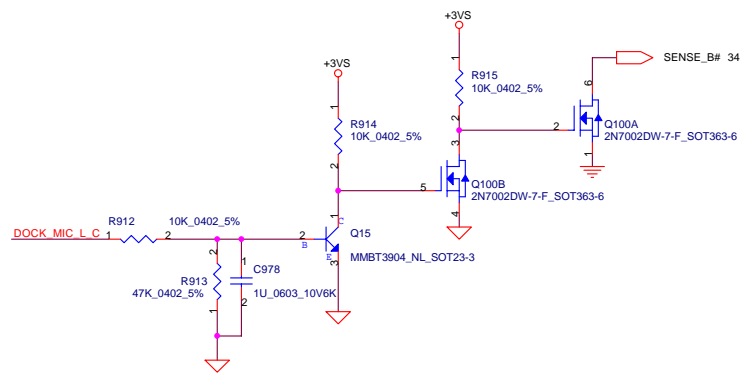 +3VS
SENSE_B# 34
+3VS
1
R915
10K_0402_5%
2
6
2
Q100A
2N7002DW-7-F_SOT363-6
1
1
R914
10K_0402_5%
2
3
5
Q100B
2N7002DW-7-F_SOT363-6
4
1
C
R912
10K_0402_5%
DOCK_MIC_L_C
1
2
2
B
E
Q15
MMBT3904_NL_SOT23-3
3
2
R913
47K_0402_5%
1
1
C978
1U_0603_10V6K
2